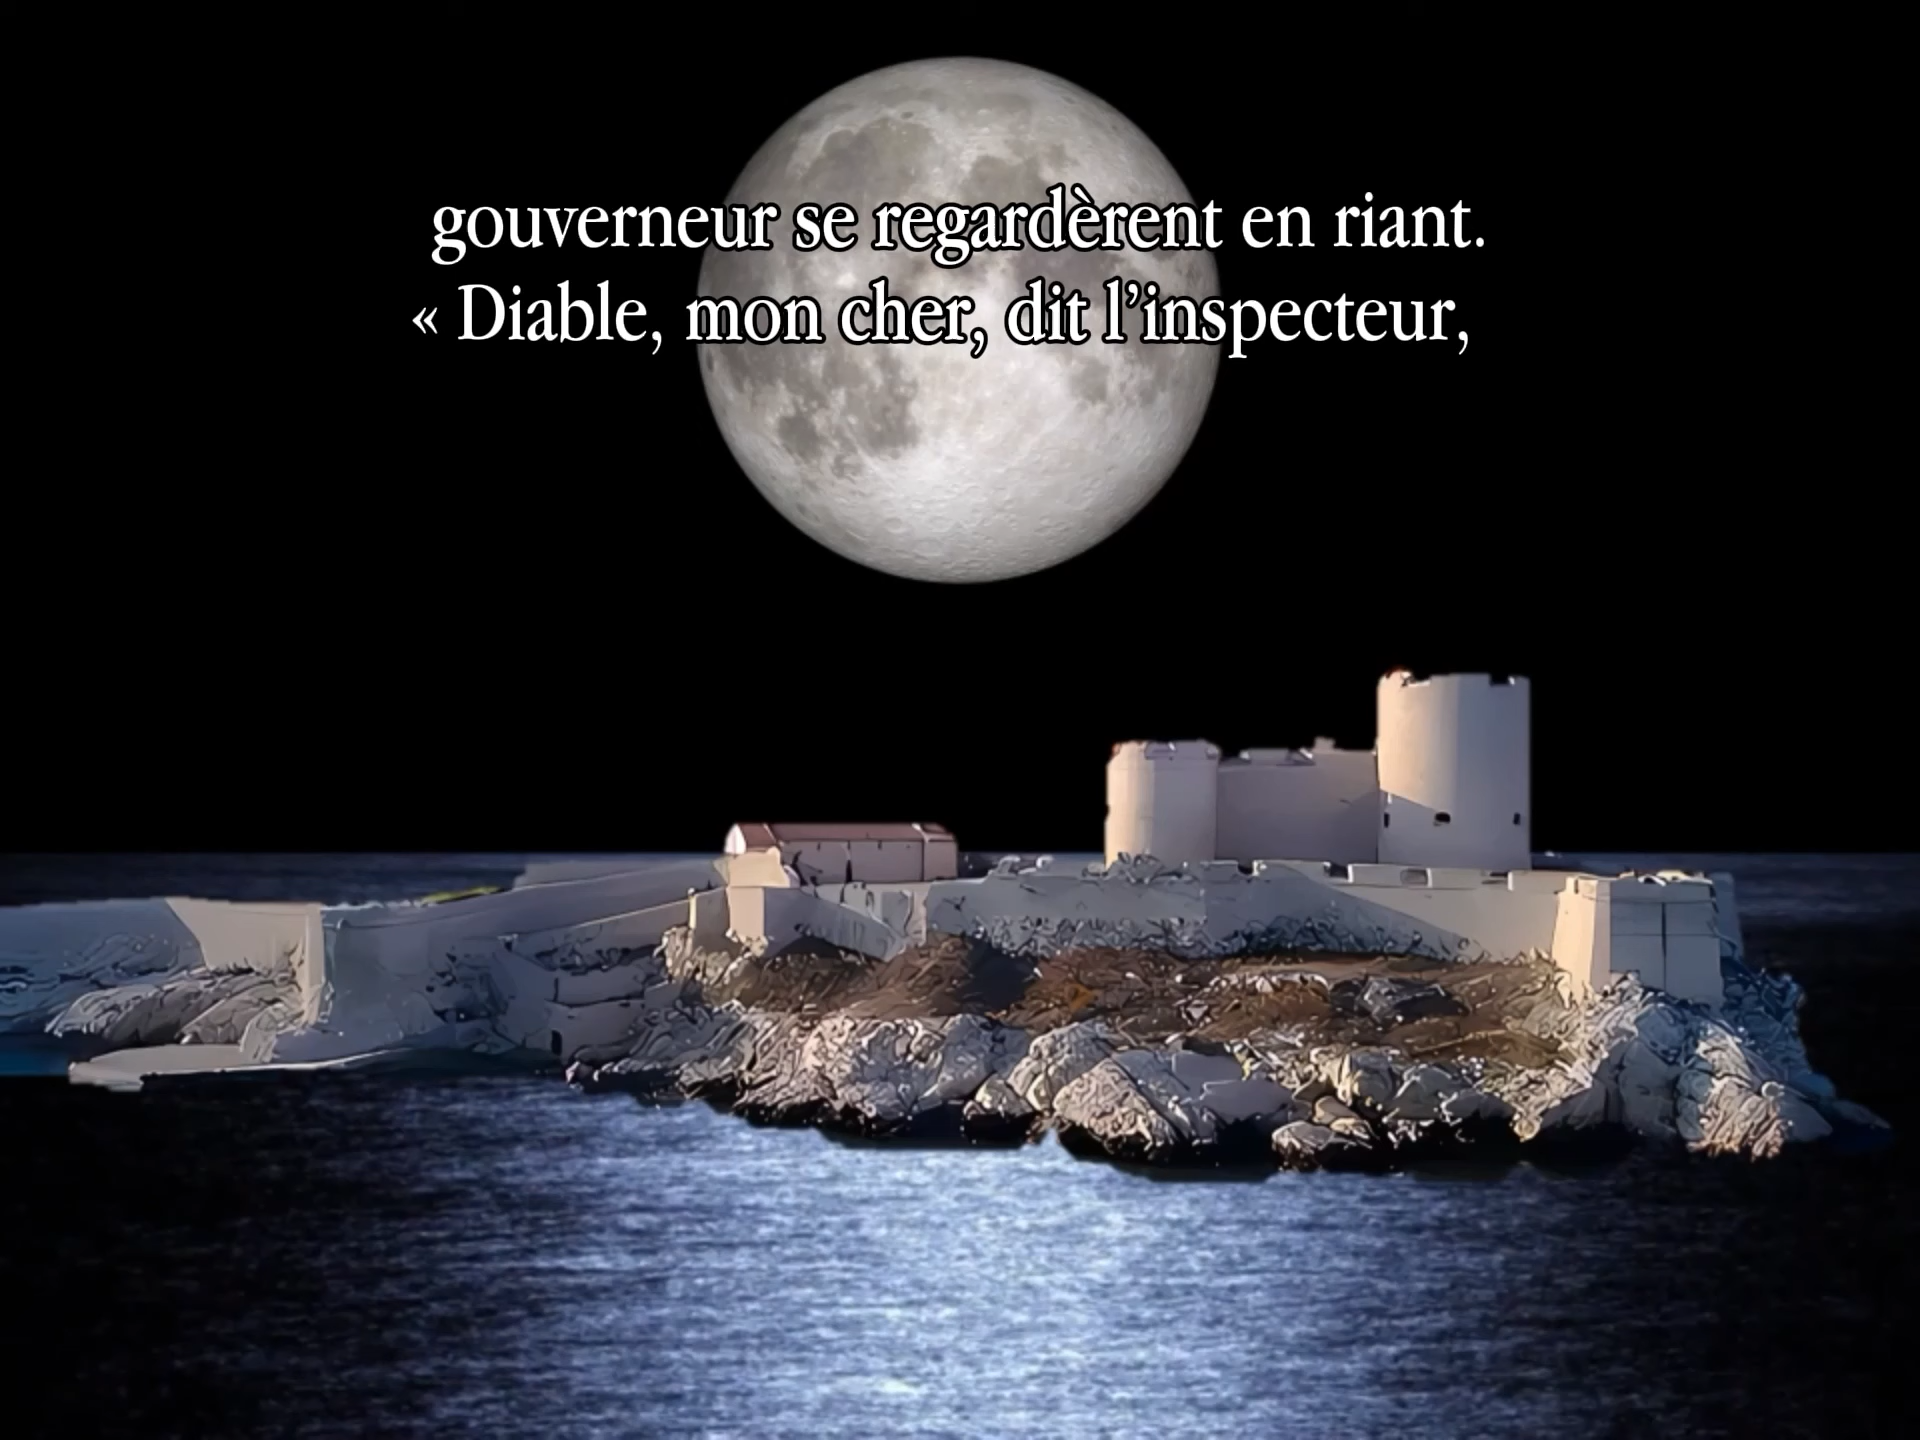 gouverneur se regardèrent en riant.
« Diable, mon cher, dit l’inspecteur,